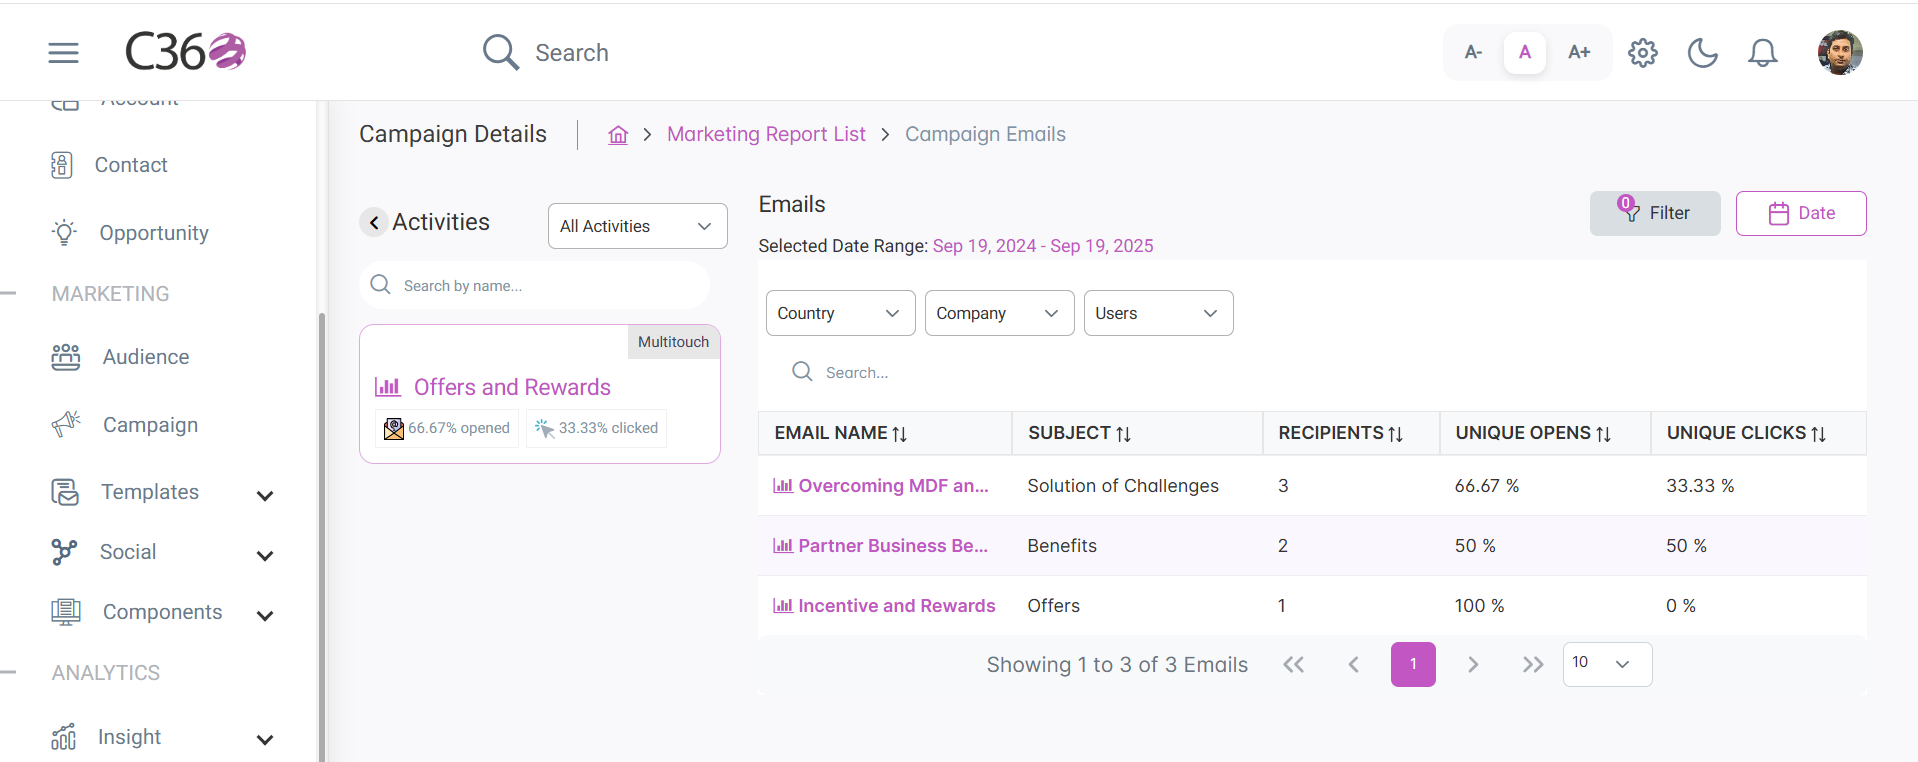 C360
Search
A-
A
A+
Account
Contact
Opportunity
MARKETING
Audience
Campaign
Templates
Social
Components
ANALYTICS
Insight
Campaign Details
Marketing Report List
Campaign Emails
Activities
All Activities
Search by name...
Multitouch
Offers and Rewards
66.67% opened
33.33% clicked
Emails
Selected Date Range: Sep 19, 2024 - Sep 19, 2025
0
Filter
Date
Country
Company
Users
Search...
EMAIL NAME SUBJECT RECIPIENTS UNIQUE OPENS UNIQUE CLICKS
Overcoming MDF an... Solution of Challenges 3 66.67 % 33.33 %
Partner Business Be... Benefits 2 50 % 50 %
Incentive and Rewards Offers 1 100 % 0 %
Showing 1 to 3 of 3 Emails
1
10